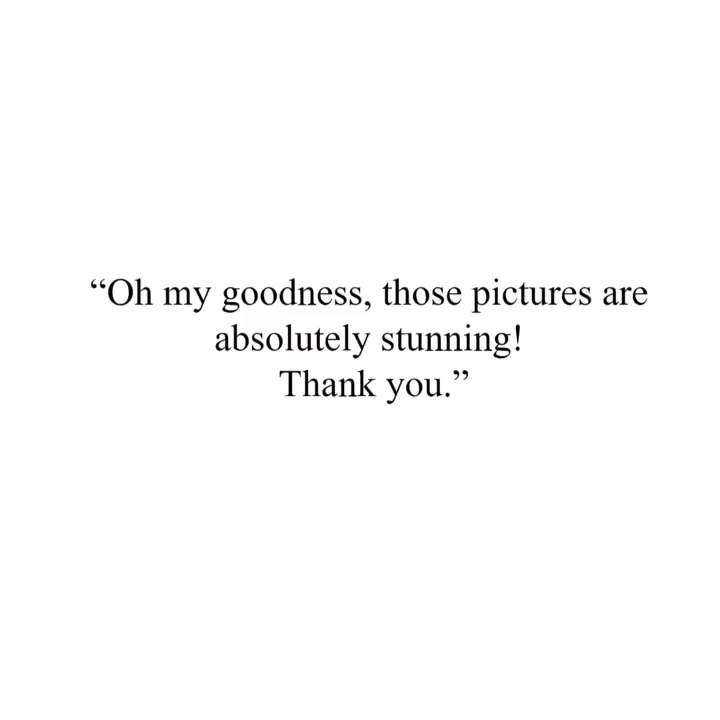 “Oh my goodness, those pictures are
absolutely stunning!
Thank you.”